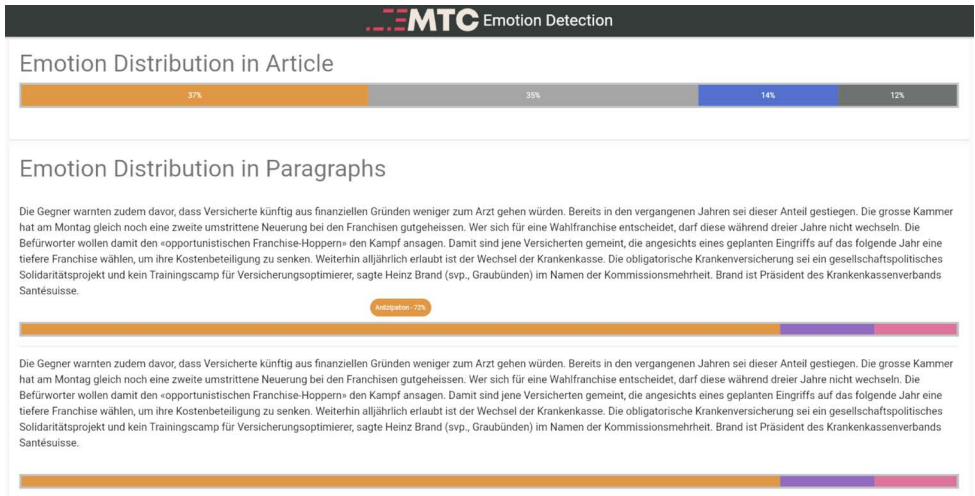 MTC Emotion Detection
Emotion Distribution in Article
37% 35% 14% 12%
Emotion Distribution in Paragraphs
Die Gegner warnten zudem davor, dass Versicherte künftig aus finanziellen Gründen weniger zum Arzt gehen würden. Bereits in den vergangenen Jahren sei dieser Anteil gestiegen. Die grosse Kammer
hat am Montag gleich noch eine zweite umstrittene Neuerung bei den Franchisen gutgeheissen. Wer sich für eine Wahlfranchise entscheidet, darf diese während dreier Jahre nicht wechseln. Die
Befürworter wollen damit den «opportunistischen Franchise-Hoppern» den Kampf ansagen. Damit sind jene Versicherten gemeint, die angesichts eines geplanten Eingriffs auf das folgende Jahr eine
tiefere Franchise wählen, um ihre Kostenbeteiligung zu senken. Weiterhin alljährlich erlaubt ist der Wechsel der Krankenkasse. Die obligatorische Krankenversicherung sei ein gesellschaftspolitisches
Solidaritätsprojekt und kein Trainingscamp für Versicherungsoptimierer, sagte Heinz Brand (svp., Graubünden) im Namen der Kommissionsmehrheit. Brand ist Präsident des Krankenkassenverbands
Santésuisse.
Antizipation - 72%
Die Gegner warnten zudem davor, dass Versicherte künftig aus finanziellen Gründen weniger zum Arzt gehen würden. Bereits in den vergangenen Jahren sei dieser Anteil gestiegen. Die grosse Kammer
hat am Montag gleich noch eine zweite umstrittene Neuerung bei den Franchisen gutgeheissen. Wer sich für eine Wahlfranchise entscheidet, darf diese während dreier Jahre nicht wechseln. Die
Befürworter wollen damit den «opportunistischen Franchise-Hoppern» den Kampf ansagen. Damit sind jene Versicherten gemeint, die angesichts eines geplanten Eingriffs auf das folgende Jahr eine
tiefere Franchise wählen, um ihre Kostenbeteiligung zu senken. Weiterhin alljährlich erlaubt ist der Wechsel der Krankenkasse. Die obligatorische Krankenversicherung sei ein gesellschaftspolitisches
Solidaritätsprojekt und kein Trainingscamp für Versicherungsoptimierer, sagte Heinz Brand (svp., Graubünden) im Namen der Kommissionsmehrheit. Brand ist Präsident des Krankenkassenverbands
Santésuisse.